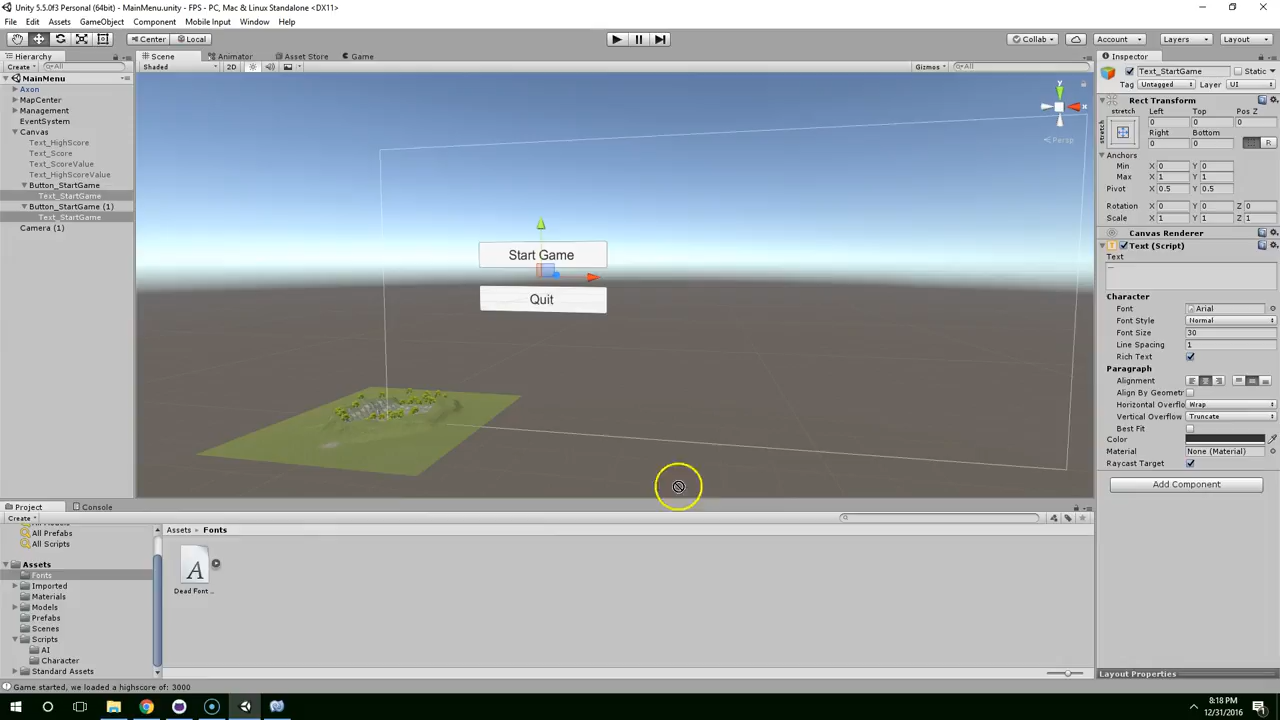 Unity 5.5.0f3 Personal (64bit) - MainMenu.unity - FPS - PC, Mac & Linux Standalone <DX11>
File Edit Assets GameObject Component Mobile Input Window Help
Center Local Collab Account Layers Layout
Hierarchy Scene Animator Asset Store Game Inspector
Create All Shaded 2D Gizmos All
MainMenu
Axon
MapCenter
Management
EventSystem
Canvas
Text_HighScore
Text_Score
Text_ScoreValue
Text_HighScoreValue
Button_StartGame
Text_StartGame
Button_StartGame (1)
Text_StartGame
Camera (1)
y
x
Persp
Start Game
Quit
Text_StartGame Static
Tag Untagged Layer UI
Rect Transform
stretch Left Top Pos Z
0 0 0
stretch Right Bottom
0 0 R
Anchors
Min X 0 Y 0
Max X 1 Y 1
Pivot X 0.5 Y 0.5
Rotation X 0 Y 0 Z 0
Scale X 1 Y 1 Z 1
Canvas Renderer
Text (Script)
Text
—
Character
Font Arial
Font Style Normal
Font Size 30
Line Spacing 1
Rich Text
Paragraph
Alignment
Align By Geometr
Horizontal Overflo Wrap
Vertical Overflow Truncate
Best Fit
Color
Material None (Material)
Raycast Target
Add Component
Layout Properties
Project Console
Create
All Models
All Prefabs
All Scripts
Assets
Fonts
Imported
Materials
Models
Prefabs
Scenes
Scripts
AI
Character
Standard Assets
Assets Fonts
A
Dead Font ...
Game started, we loaded a highscore of: 3000
8:18 PM
12/31/2016